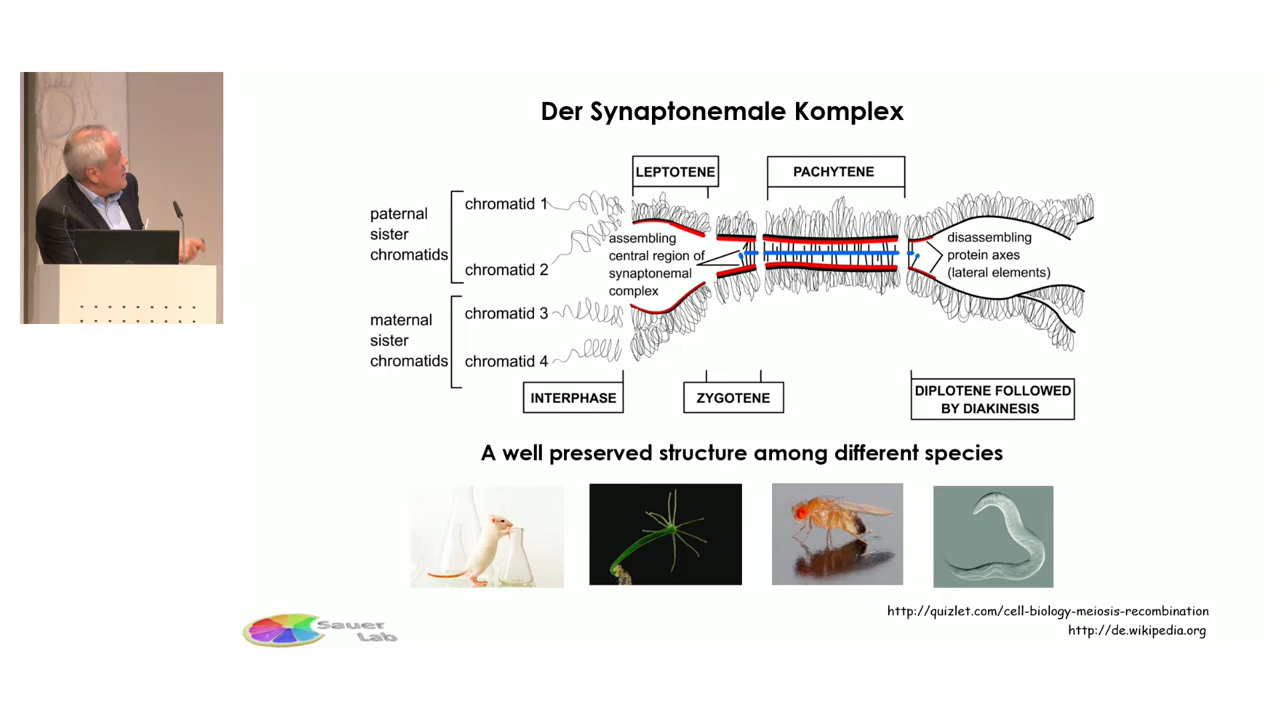 Der Synaptonemale Komplex
LEPTOTENE
PACHYTENE
paternal
sister
chromatids
chromatid 1
chromatid 2
assembling
central region of
synaptonemal
complex
disassembling
protein axes
(lateral elements)
maternal
sister
chromatids
chromatid 3
chromatid 4
INTERPHASE
ZYGOTENE
DIPLOTENE FOLLOWED
BY DIAKINESIS
A well preserved structure among different species
http://quizlet.com/cell-biology-meiosis-recombination
http://de.wikipedia.org
Sauer
Lab